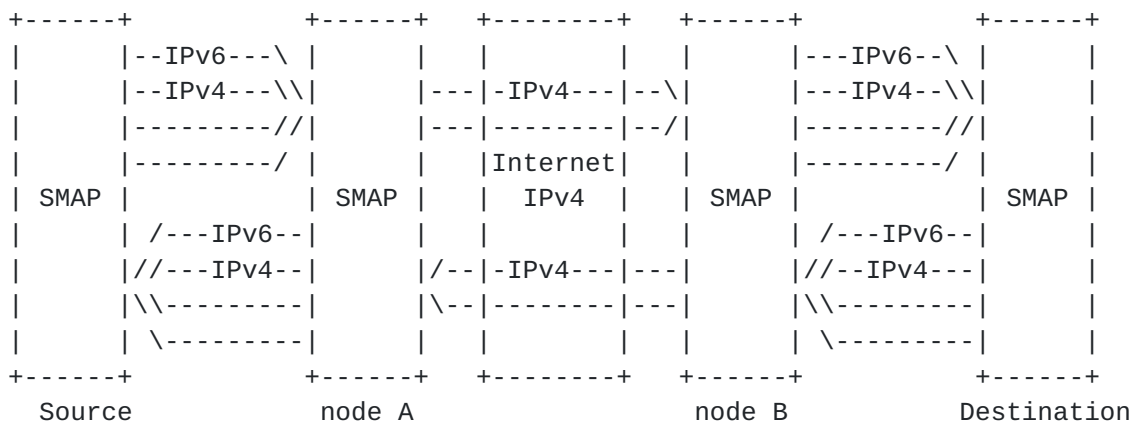 +------+            +------+   +--------+   +------+            +------+
|      |--IPv6---\  |      |   |        |   |      |---IPv6--\  |      |
|      |--IPv4---\\|      |---|-IPv4---|--\|      |---IPv4--\\|      |
|      |---------//|      |---|--------|--/|      |---------//|      |
|      |---------/ |      |   |Internet|   |      |---------/ |      |
| SMAP |           | SMAP |   |  IPv4  |   | SMAP |           | SMAP |
|      | /---IPv6--|      |   |        |   |      | /---IPv6--|      |
|      |//---IPv4--|      |/--|-IPv4---|---|      |//--IPv4---|      |
|      |\\---------|      |\--|--------|---|      |\\---------|      |
|      | \---------|      |   |        |   |      | \---------|      |
+------+           +------+   +--------+   +------+           +------+
Source              node A                  node B          Destination